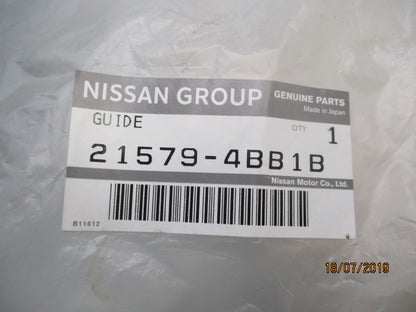 NISSAN GROUP
GENUINE PARTS
Made in Japan
GUIDE
QTY 1
21579-4BB1B
Nissan Motor Co., Ltd.
B11612
16/07/2019